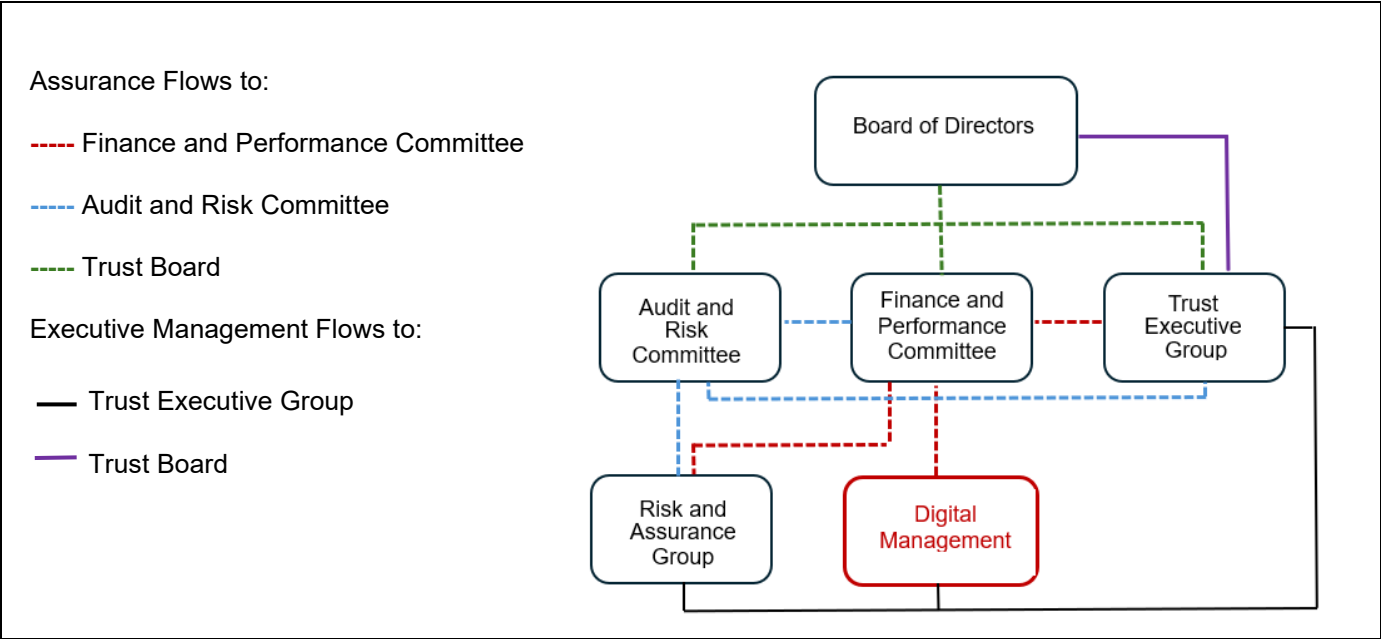 Assurance Flows to:
Finance and Performance Committee
Audit and Risk Committee
Trust Board
Executive Management Flows to:
Trust Executive Group
Trust Board
Board of Directors
Audit and
Risk
Committee
Finance and
Performance
Committee
Trust
Executive
Group
Risk and
Assurance
Group
Digital
Management